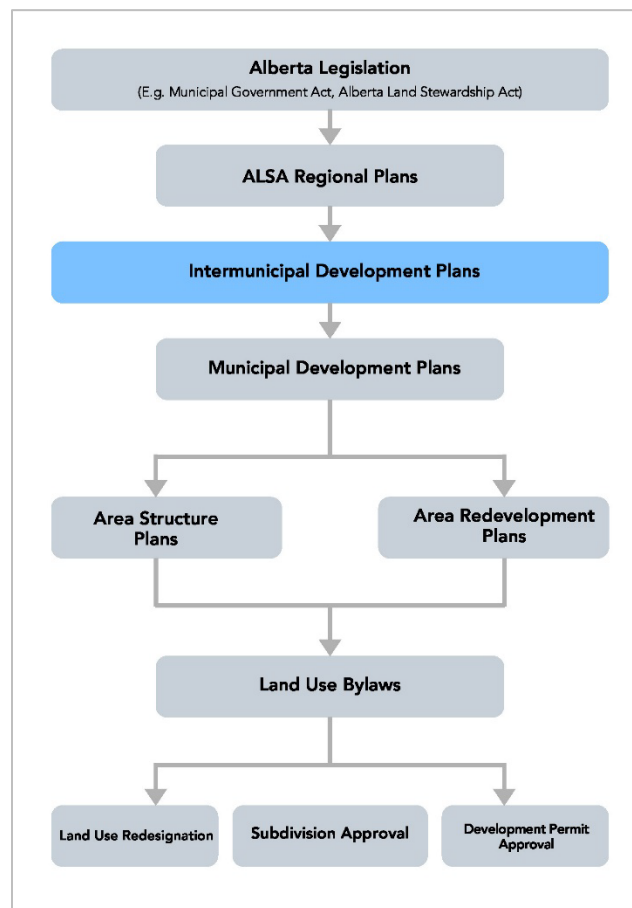 Alberta Legislation
(E.g. Municipal Government Act, Alberta Land Stewardship Act)
ALSA Regional Plans
Intermunicipal Development Plans
Municipal Development Plans
Area Structure
Plans
Area Redevelopment
Plans
Land Use Bylaws
Land Use Redesignation
Subdivision Approval
Development Permit
Approval